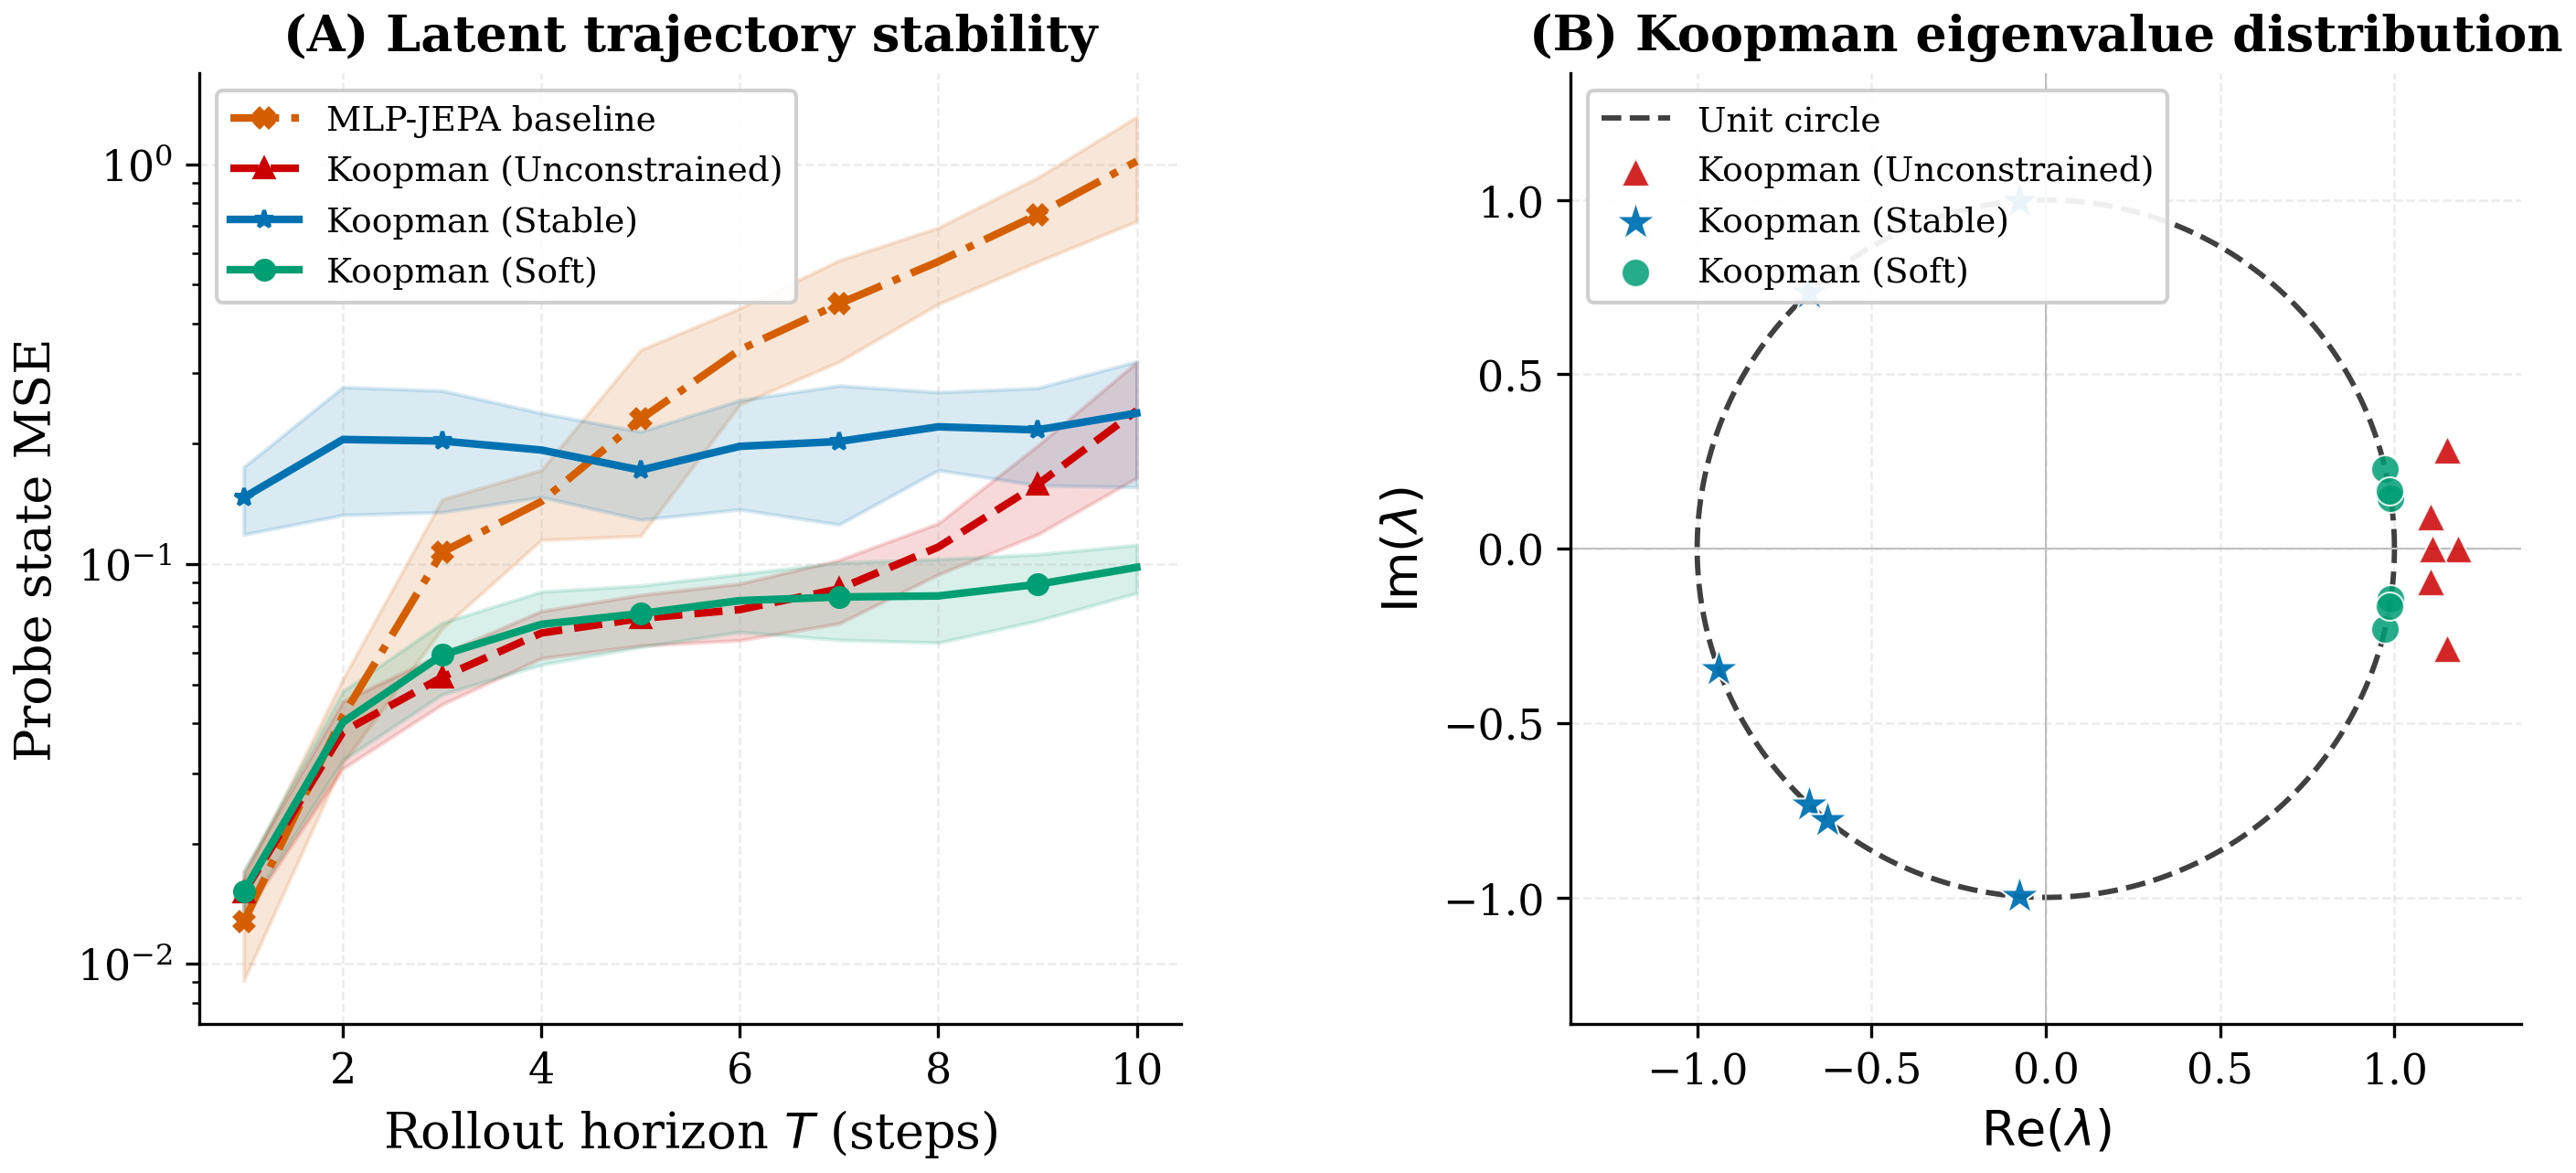 (A) Latent trajectory stability
MLP-JEPA baseline
Koopman (Unconstrained)
Koopman (Stable)
Koopman (Soft)
10⁰
10⁻¹
10⁻²
Probe state MSE
2 4 6 8 10
Rollout horizon T (steps)
(B) Koopman eigenvalue distribution
Unit circle
Koopman (Unconstrained)
Koopman (Stable)
Koopman (Soft)
1.0
0.5
0.0
−0.5
−1.0
Im(λ)
−1.0 −0.5 0.0 0.5 1.0
Re(λ)